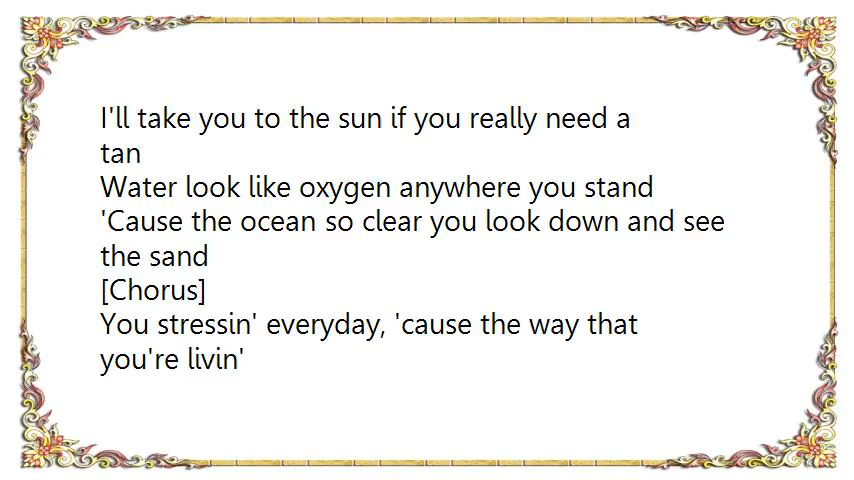 I'll take you to the sun if you really need a
tan
Water look like oxygen anywhere you stand
'Cause the ocean so clear you look down and see
the sand
[Chorus]
You stressin' everyday, 'cause the way that
you're livin'